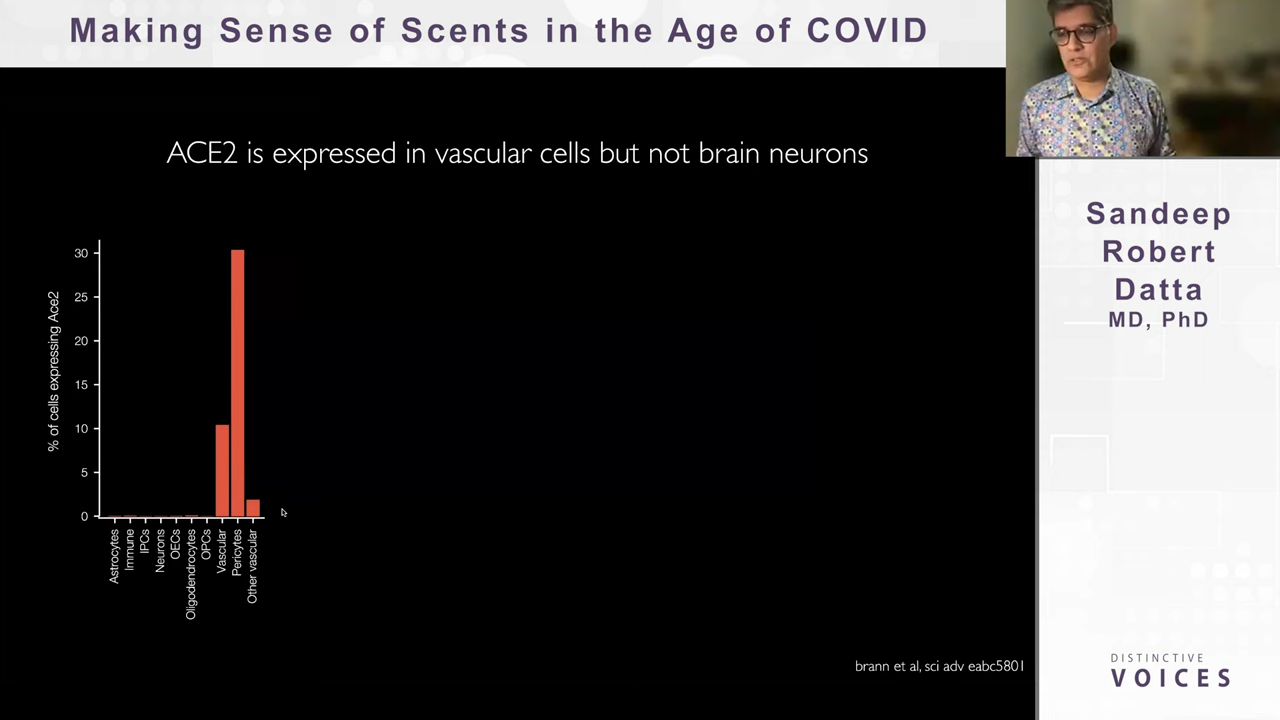 Making Sense of Scents in the Age of COVID
ACE2 is expressed in vascular cells but not brain neurons
% of cells expressing Ace2
30
25
20
15
10
5
0
Astrocytes
Immune
IPCs
Neurons
OECs
Oligodendrocytes
OPCs
Vascular
Pericytes
Other vascular
brann et al, sci adv eabc5801
Sandeep
Robert
Datta
MD, PhD
DISTINCTIVE
VOICES